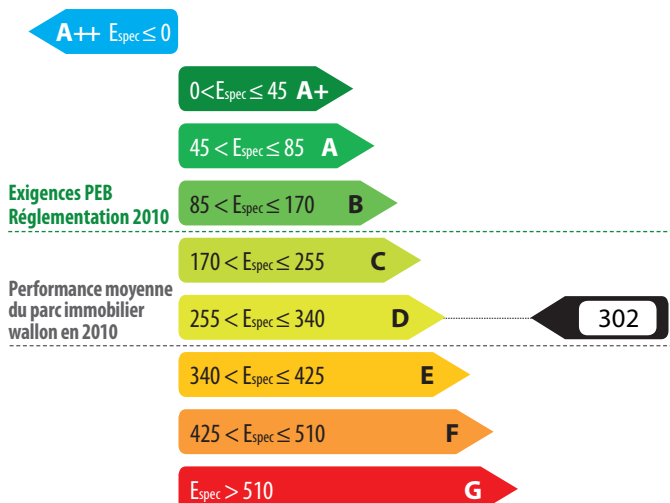 A++ Espec ≤ 0
0<Espec ≤ 45 A+
45 < Espec ≤ 85 A
Exigences PEB
Réglementation 2010
85 < Espec ≤ 170 B
170 < Espec ≤ 255 C
Performance moyenne
du parc immobilier
wallon en 2010
255 < Espec ≤ 340 D
302
340 < Espec ≤ 425 E
425 < Espec ≤ 510 F
Espec > 510 G